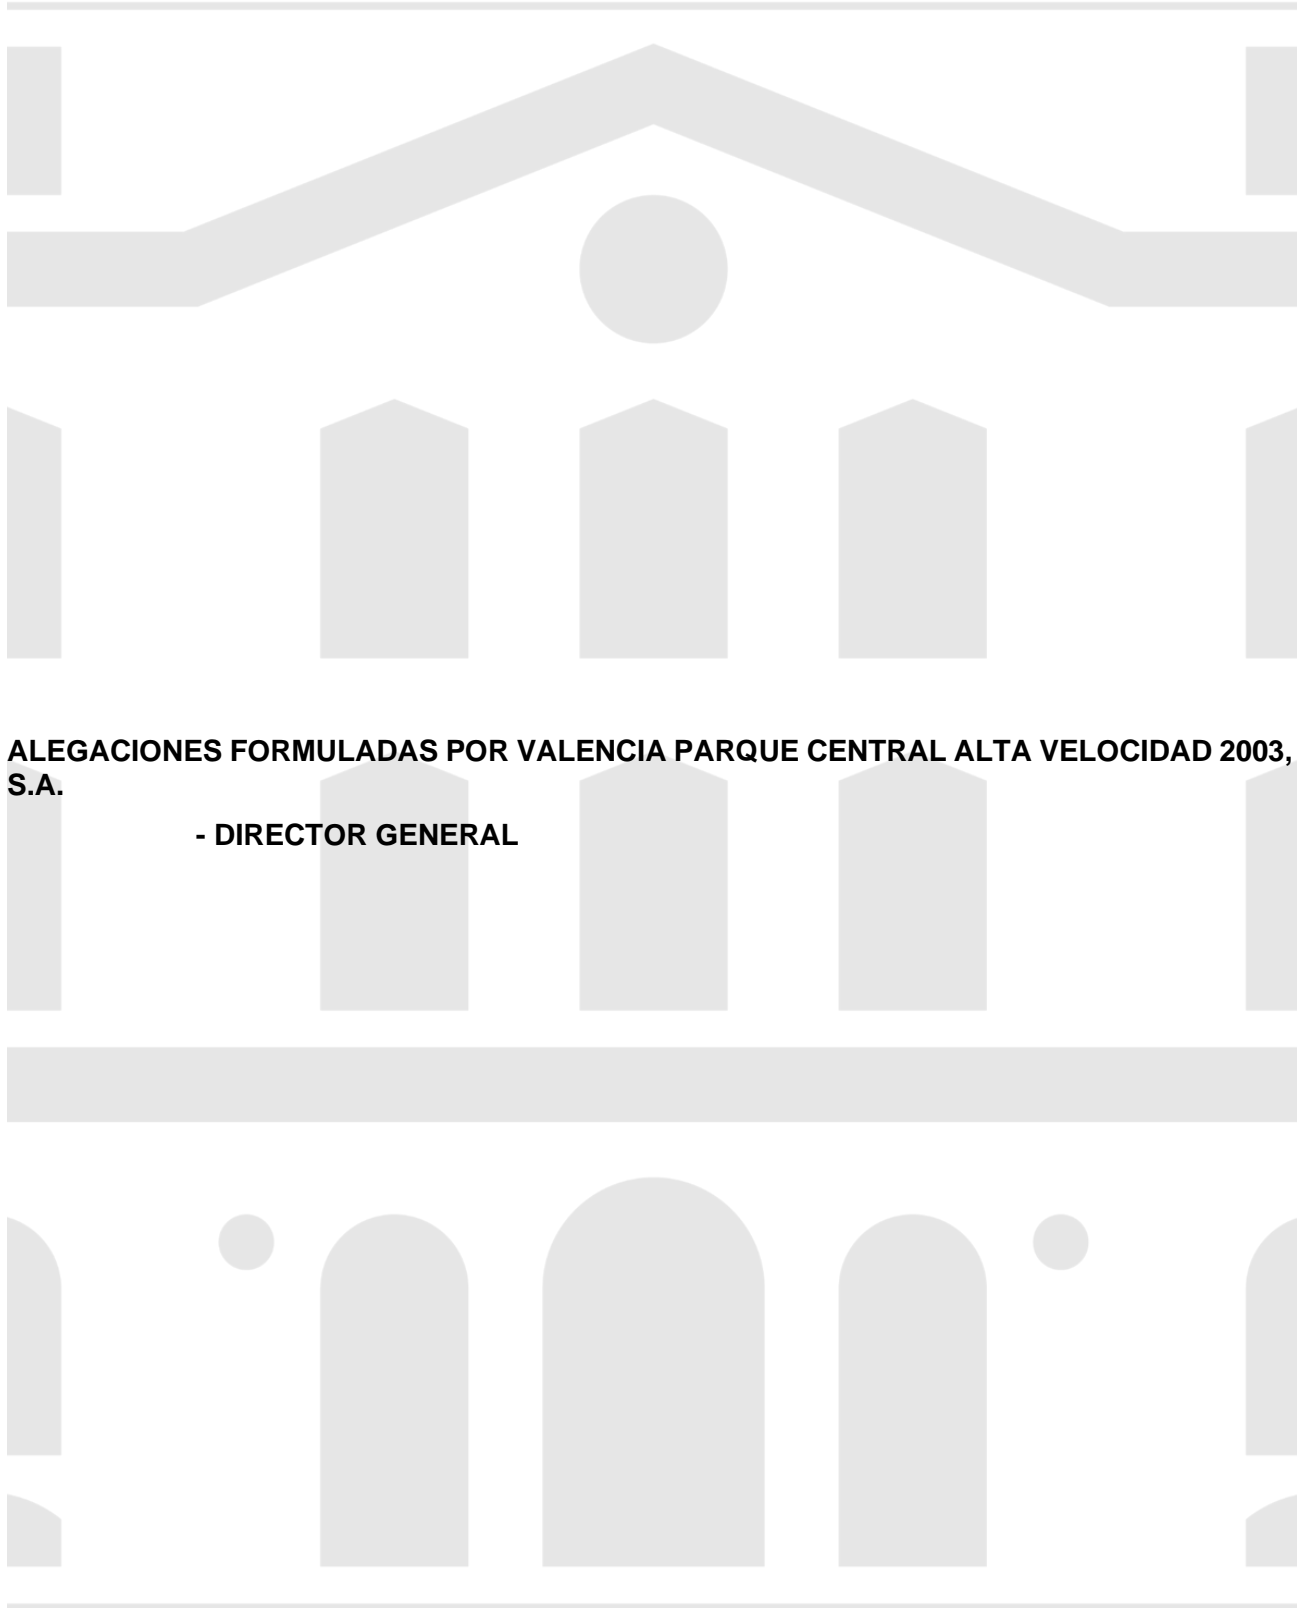 ALEGACIONES FORMULADAS POR VALENCIA PARQUE CENTRAL ALTA VELOCIDAD 2003,
S.A.
- DIRECTOR GENERAL